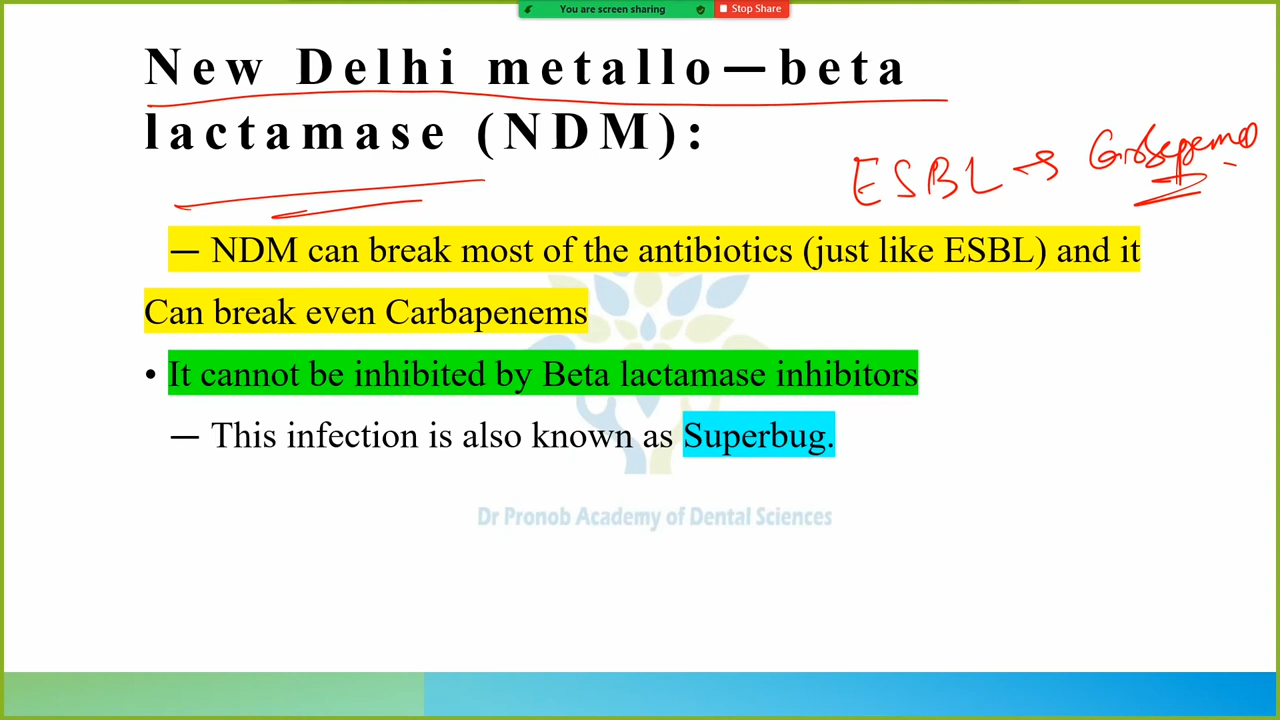 You are screen sharing
Stop Share
New Delhi metallo—beta
lactamase (NDM):
ESBL → Carbapenem
— NDM can break most of the antibiotics (just like ESBL) and it
Can break even Carbapenems
• It cannot be inhibited by Beta lactamase inhibitors
— This infection is also known as Superbug.
Dr Pronob Academy of Dental Sciences